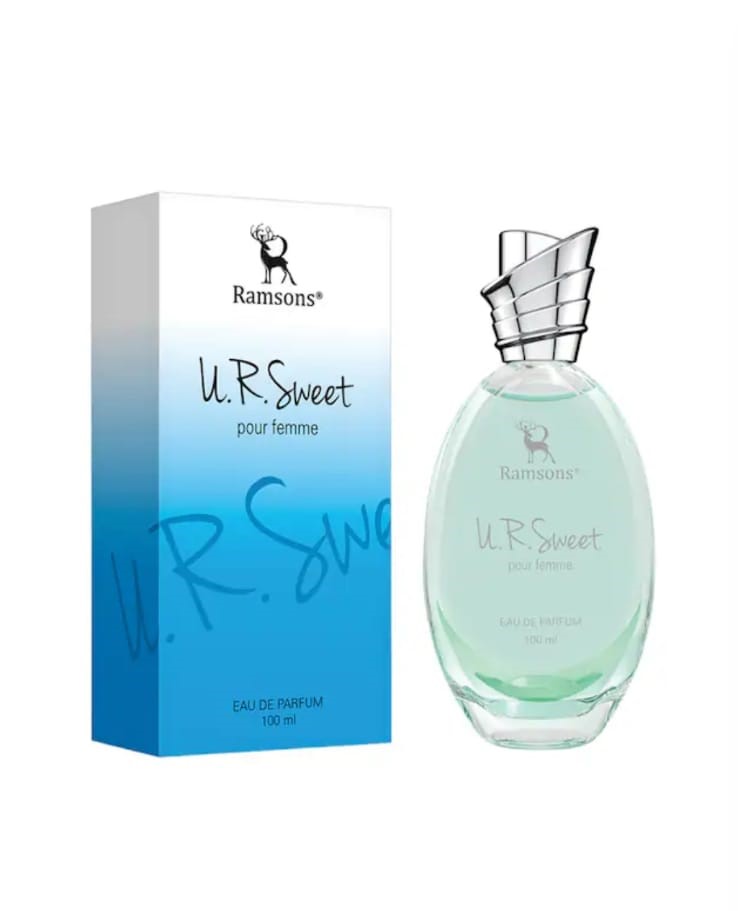 Ramsons®
U.R.Sweet
pour femme
U.R.Swe
EAU DE PARFUM
100 ml
Ramsons®
U.R.Sweet
pour femme
EAU DE PARFUM
100 ml